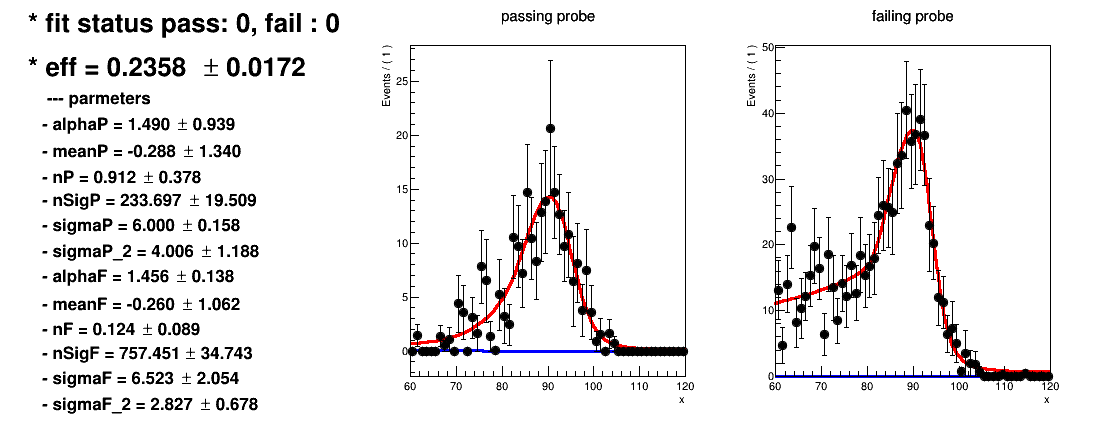 * fit status pass: 0, fail : 0
* eff = 0.2358 ± 0.0172
--- parmeters
- alphaP = 1.490 ± 0.939
- meanP = -0.288 ± 1.340
- nP = 0.912 ± 0.378
- nSigP = 233.697 ± 19.509
- sigmaP = 6.000 ± 0.158
- sigmaP_2 = 4.006 ± 1.188
- alphaF = 1.456 ± 0.138
- meanF = -0.260 ± 1.062
- nF = 0.124 ± 0.089
- nSigF = 757.451 ± 34.743
- sigmaF = 6.523 ± 2.054
- sigmaF_2 = 2.827 ± 0.678
passing probe
Events / ( 1 )
25
20
15
10
5
0
60 70 80 90 100 110 120
x
failing probe
Events / ( 1 )
50
40
30
20
10
0
60 70 80 90 100 110 120
x